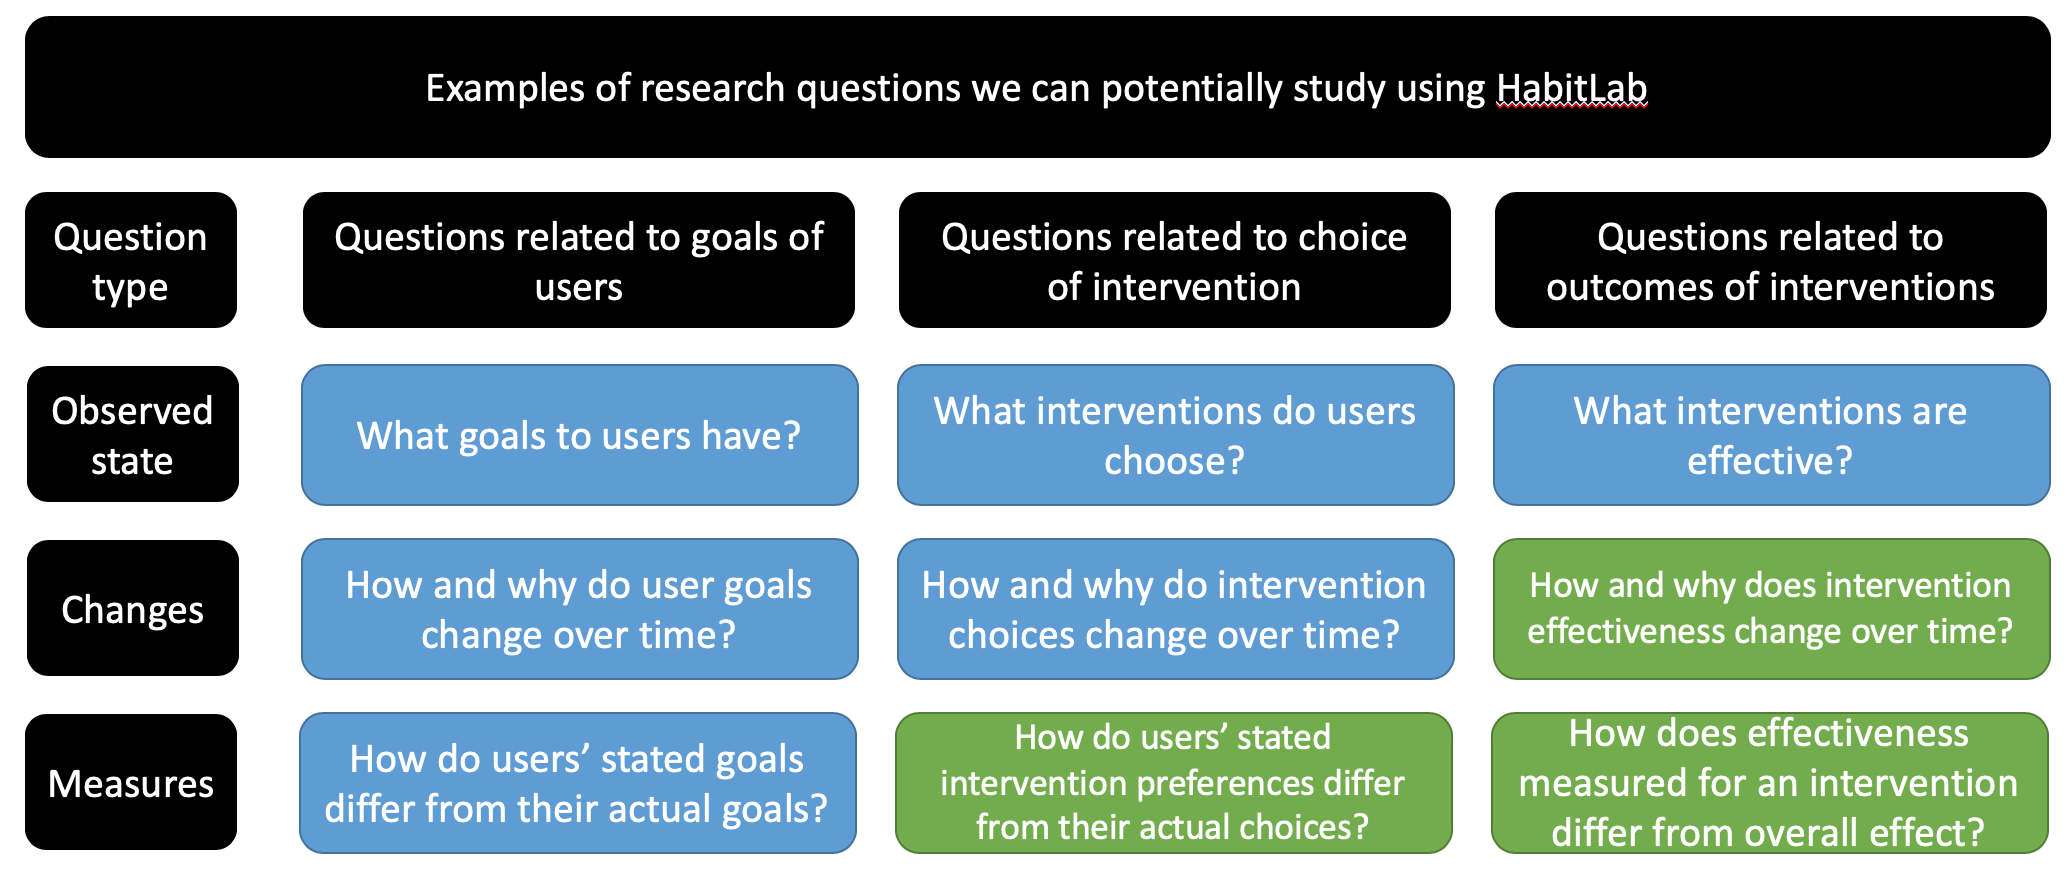 Examples of research questions we can potentially study using HabitLab
Question
type
Questions related to goals of
users
Questions related to choice
of intervention
Questions related to
outcomes of interventions
Observed
state
What goals to users have?
What interventions do users
choose?
What interventions are
effective?
Changes
How and why do user goals
change over time?
How and why do intervention
choices change over time?
How and why does intervention
effectiveness change over time?
Measures
How do users’ stated goals
differ from their actual goals?
How do users’ stated
intervention preferences differ
from their actual choices?
How does effectiveness
measured for an intervention
differ from overall effect?